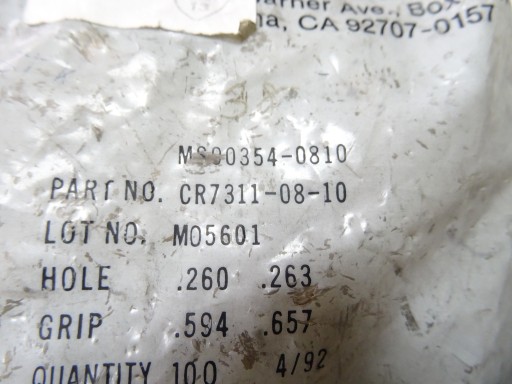 arner Ave., Box
a, CA 92707-0157
MS90354-0810
PART NO. CR7311-08-10
LOT NO. M05601
HOLE .260 .263
GRIP .594 .657
QUANTITY 100 4/92